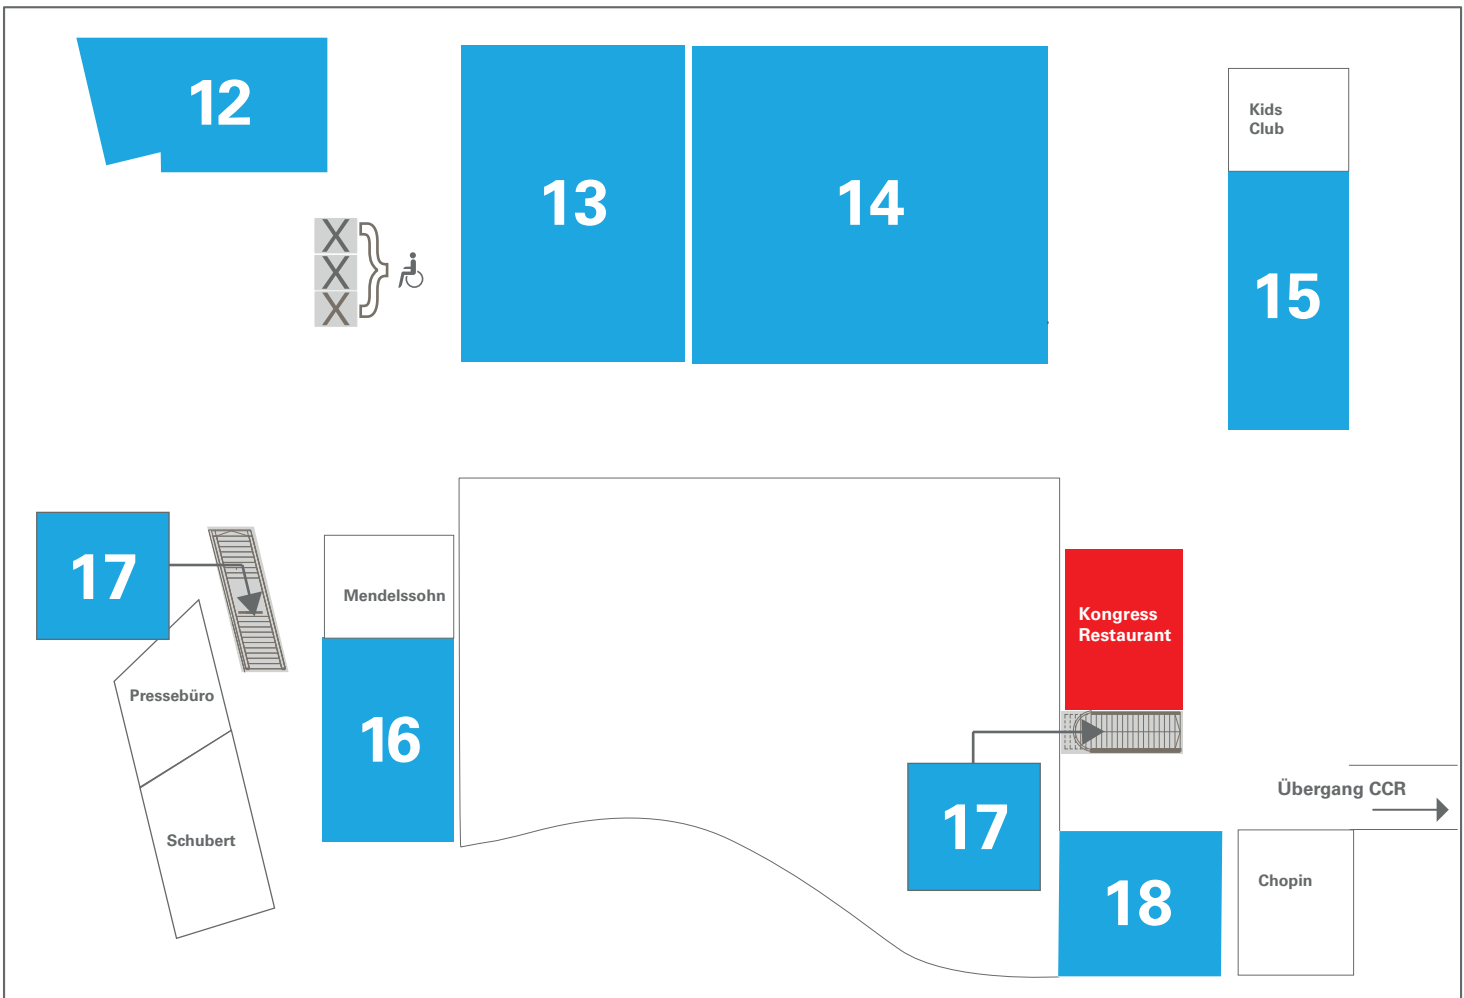 12
13
14
Kids
Club
15
17
Mendelssohn
Kongress
Restaurant
Pressebüro
16
Schubert
17
Übergang CCR
18
Chopin